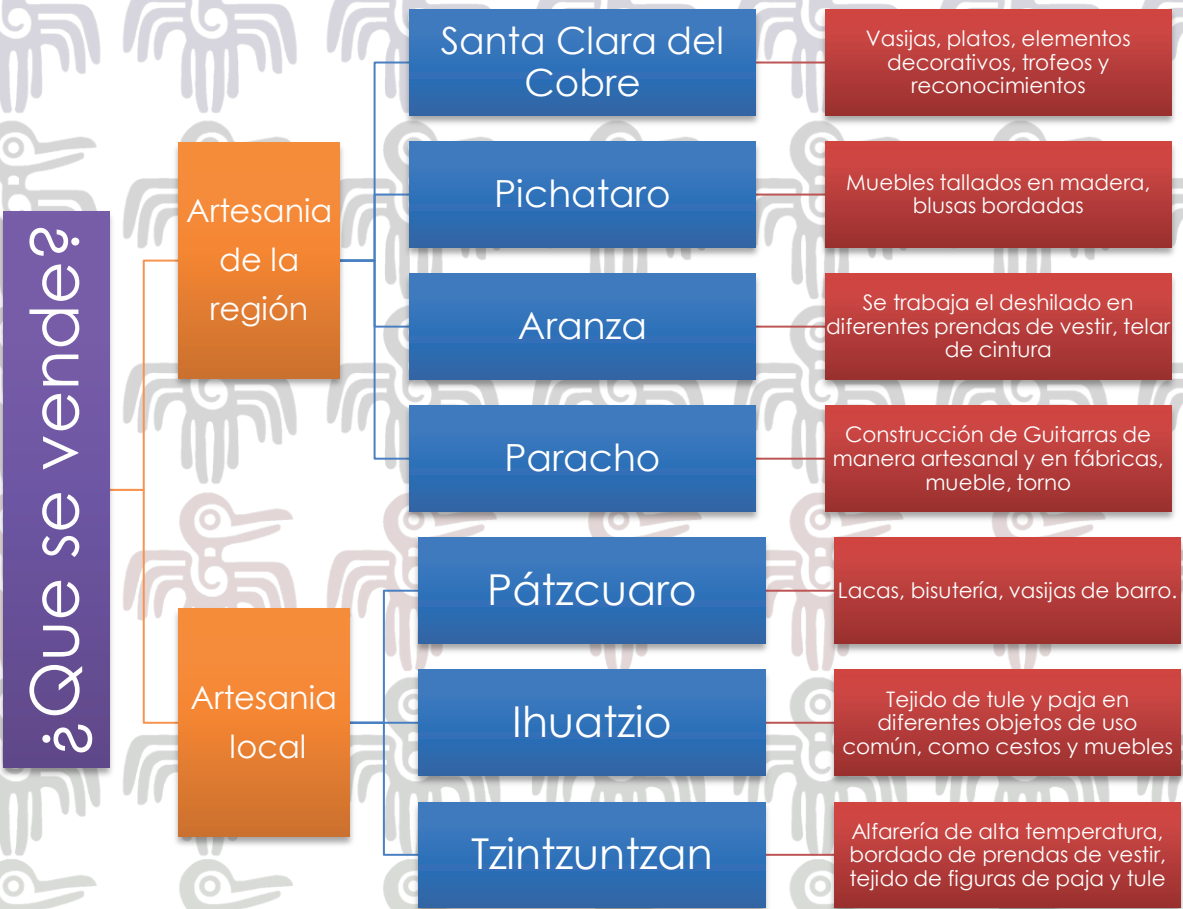 ¿Que se vende?
Artesania
de la
región
Santa Clara del
Cobre
Vasijas, platos, elementos
decorativos, trofeos y
reconocimientos
Pichataro
Muebles tallados en madera,
blusas bordadas
Aranza
Se trabaja el deshilado en
diferentes prendas de vestir, telar
de cintura
Paracho
Construcción de Guitarras de
manera artesanal y en fábricas,
mueble, torno
Artesania
local
Pátzcuaro
Lacas, bisutería, vasijas de barro.
Ihuatzio
Tejido de tule y paja en
diferentes objetos de uso
común, como cestos y muebles
Tzintzuntzan
Alfarería de alta temperatura,
bordado de prendas de vestir,
tejido de figuras de paja y tule